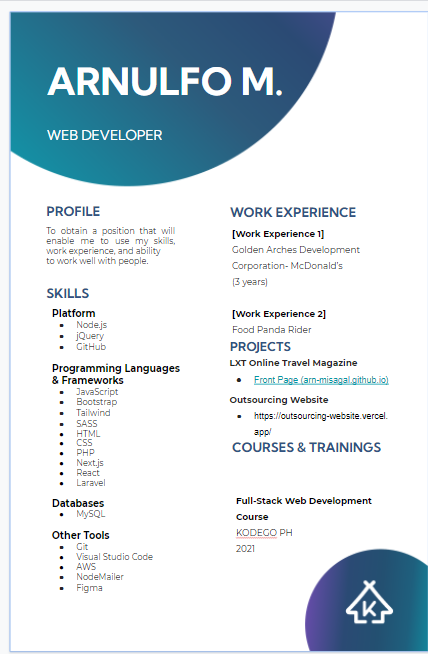 ARNULFO M.
WEB DEVELOPER
PROFILE
To obtain a position that will
enable me to use my skills,
work experience, and ability
to work well with people.
SKILLS
Platform
Node.js
jQuery
GitHub
Programming Languages
& Frameworks
JavaScript
Bootstrap
Tailwind
SASS
HTML
CSS
PHP
Next.js
React
Laravel
Databases
MySQL
Other Tools
Git
Visual Studio Code
AWS
NodeMailer
Figma
WORK EXPERIENCE
[Work Experience 1]
Golden Arches Development
Corporation- McDonald's
(3 years)
[Work Experience 2]
Food Panda Rider
PROJECTS
LXT Online Travel Magazine
Front Page (arn-misagal.github.io)
Outsourcing Website
https://outsourcing-website.vercel.
app/
COURSES & TRAININGS
Full-Stack Web Development
Course
KODEGO PH
2021
K